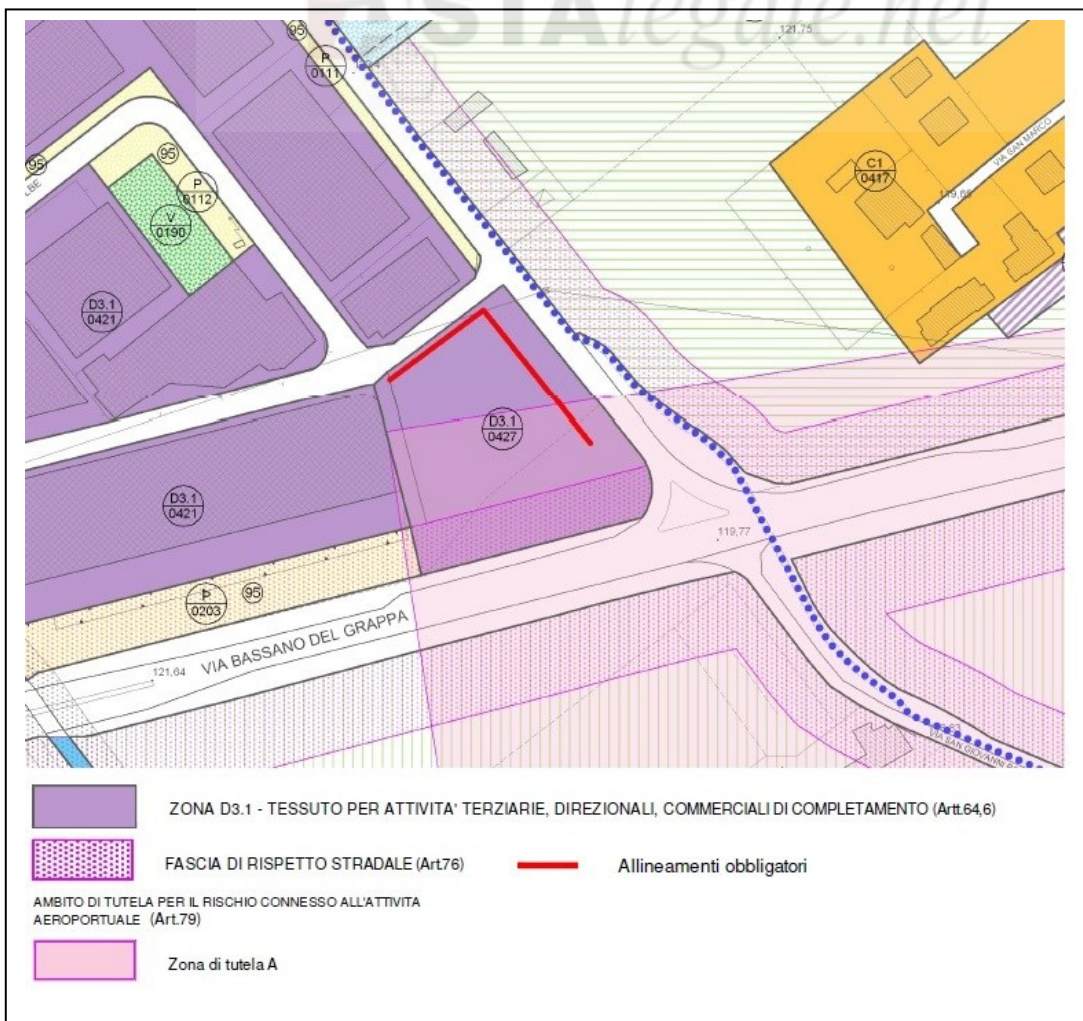 ASTAlegale.net
95
P
0111
121,75
95
95
P
0112
V
0190
C1
0417
VIA SAN MARCO
119,65
D3.1
0421
D3.1
0427
D3.1
0421
119,77
P
0203
95
VIA BASSANO DEL GRAPPA
121,64
ZONA D3.1 - TESSUTO PER ATTIVITA' TERZIARIE, DIREZIONALI, COMMERCIALI DI COMPLETAMENTO (Artt.64,6)
FASCIA DI RISPETTO STRADALE (Art.76)
Allineamenti obbligatori
AMBITO DI TUTELA PER IL RISCHIO CONNESSO ALL'ATTIVITA
AEROPORTUALE (Art.79)
Zona di tutela A